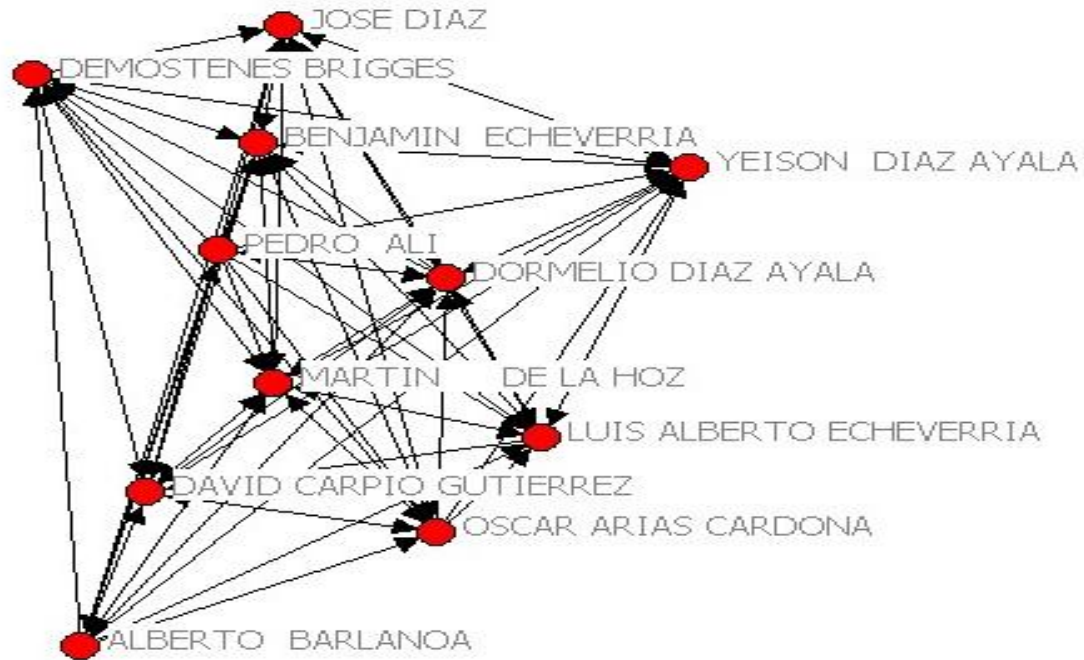 JOSE DIAZ
DEMOSTENES BRIGGES
BENJAMIN ECHEVERRIA
YEISON DIAZ AYALA
PEDRO ALI
DORMELIO DIAZ AYALA
MARTIN DE LA HOZ
LUIS ALBERTO ECHEVERRIA
DAVID CARPIO GUTIERREZ
OSCAR ARIAS CARDONA
ALBERTO BARLANOA